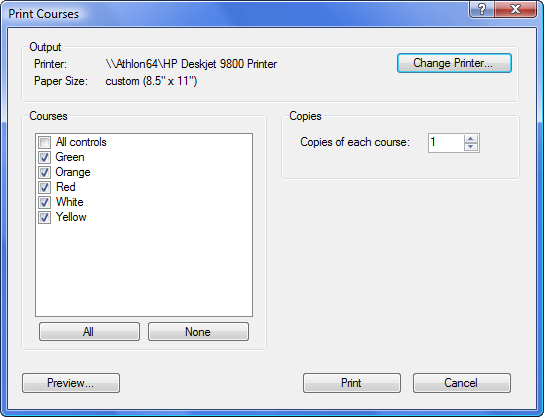 Print Courses
?
Output
Printer: \\Athlon64\HP Deskjet 9800 Printer
Change Printer...
Paper Size: custom (8.5" x 11")
Courses
All controls
Green
Orange
Red
White
Yellow
All
None
Copies
Copies of each course: 1
Preview...
Print
Cancel